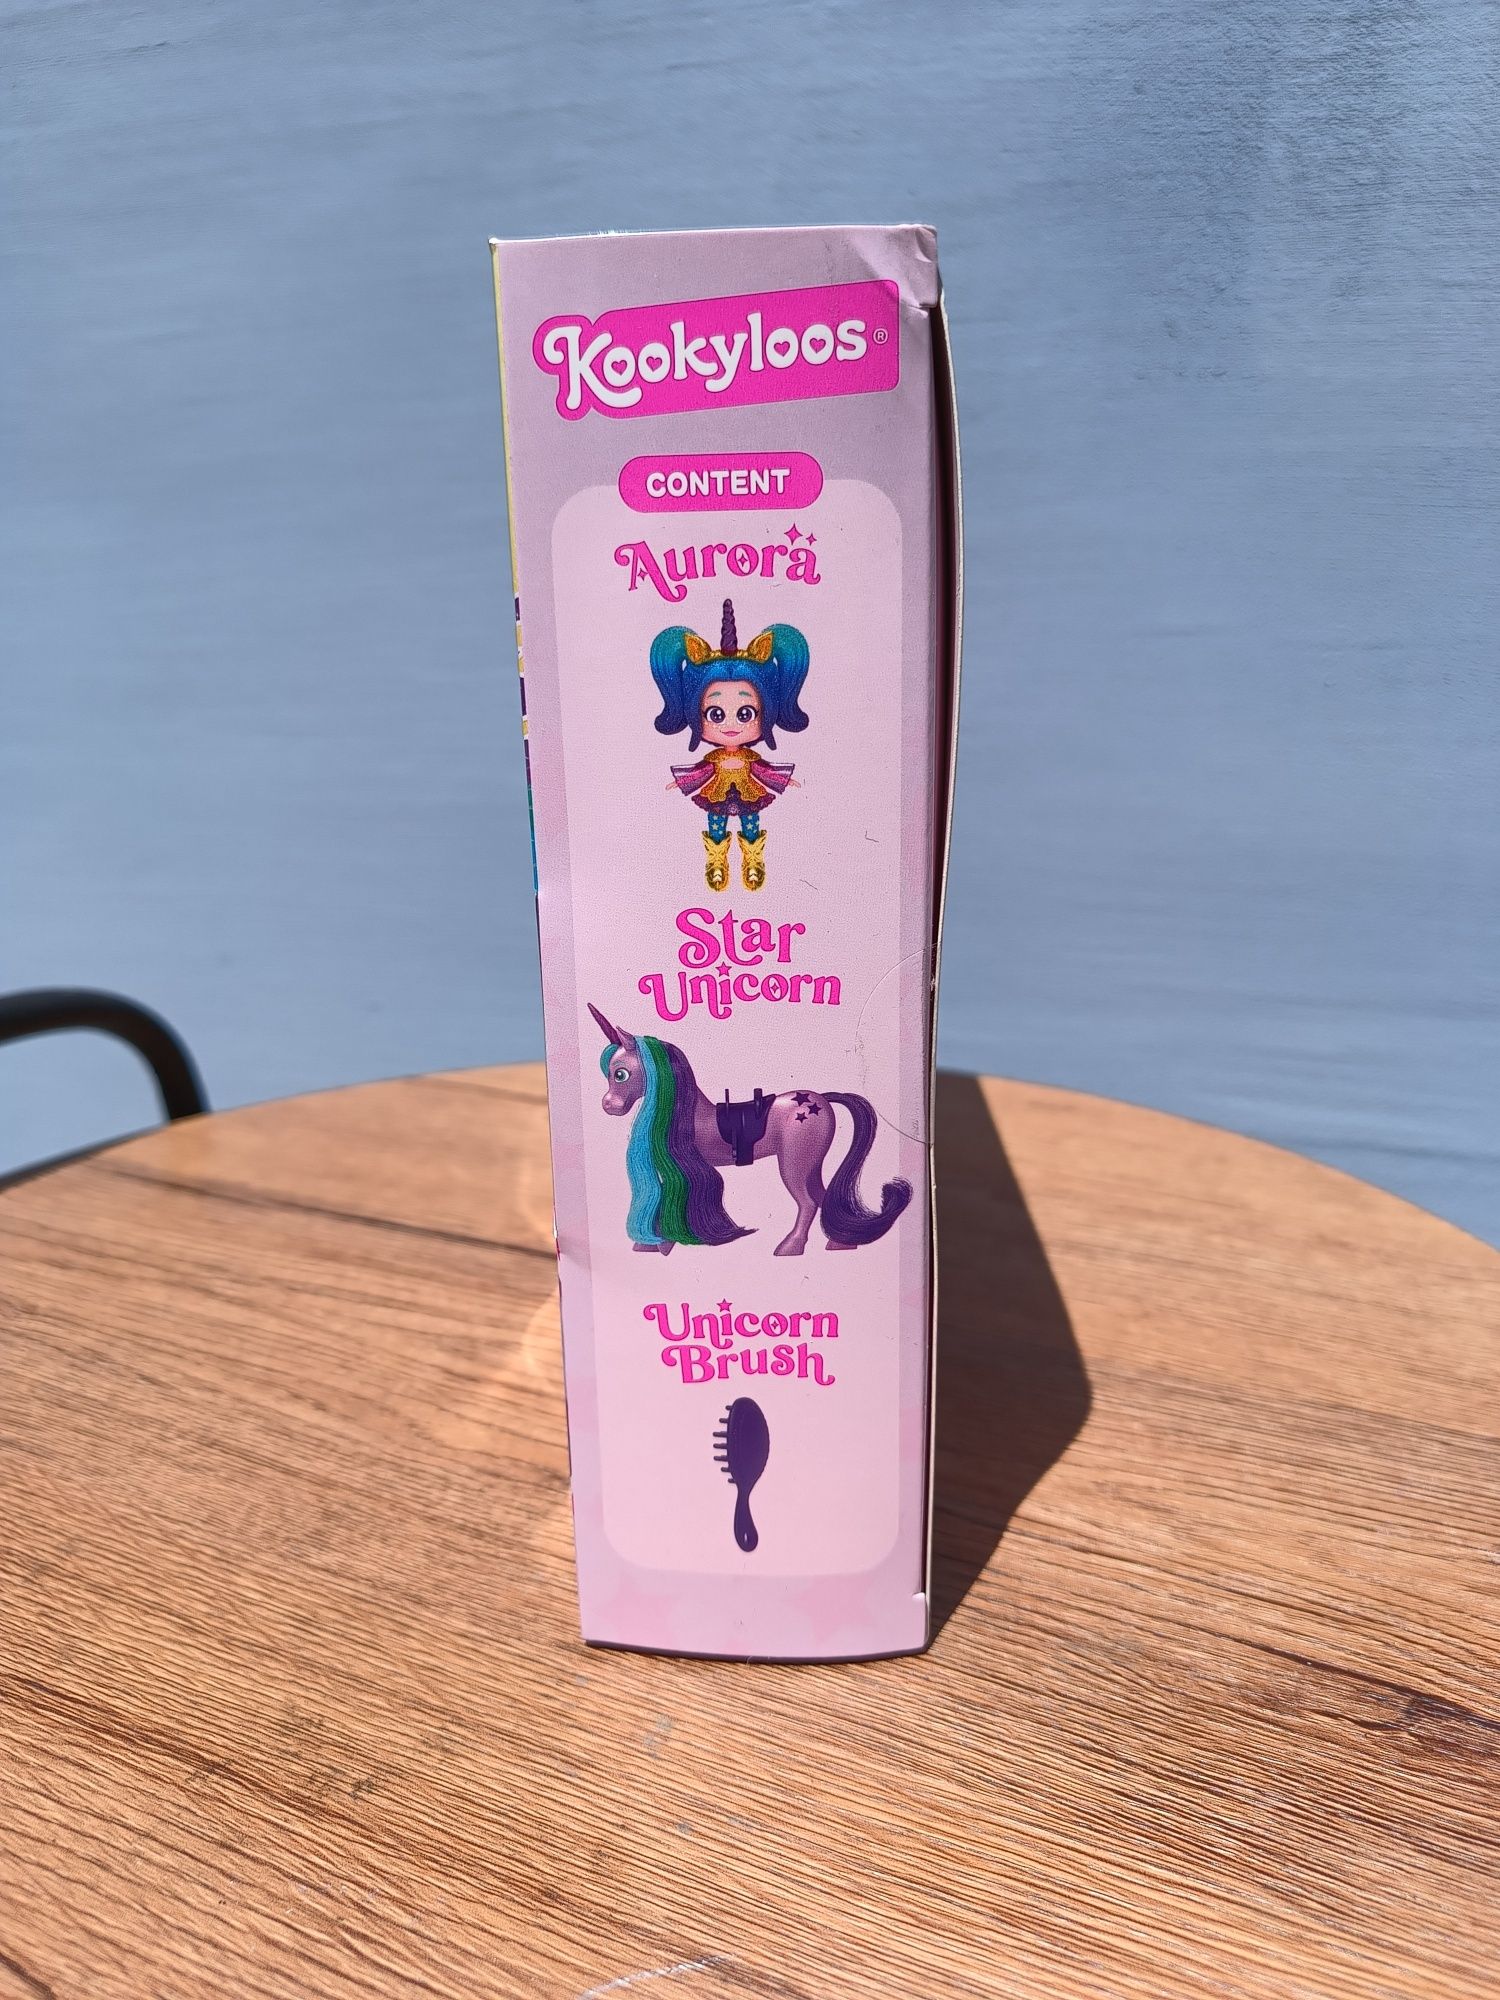 Kookyloos®
CONTENT
Aurora
Star
Unicorn
Unicorn
Brush